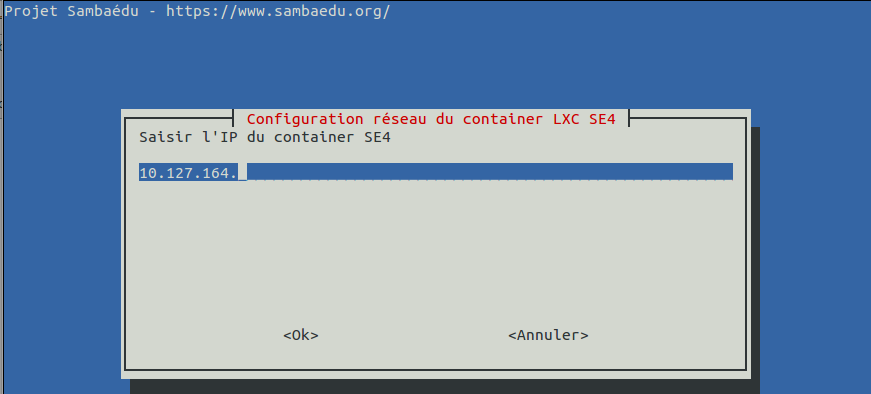 Projet Sambaédu - https://www.sambaedu.org/
Configuration réseau du container LXC SE4
Saisir l'IP du container SE4
10.127.164._
<Ok> <Annuler>